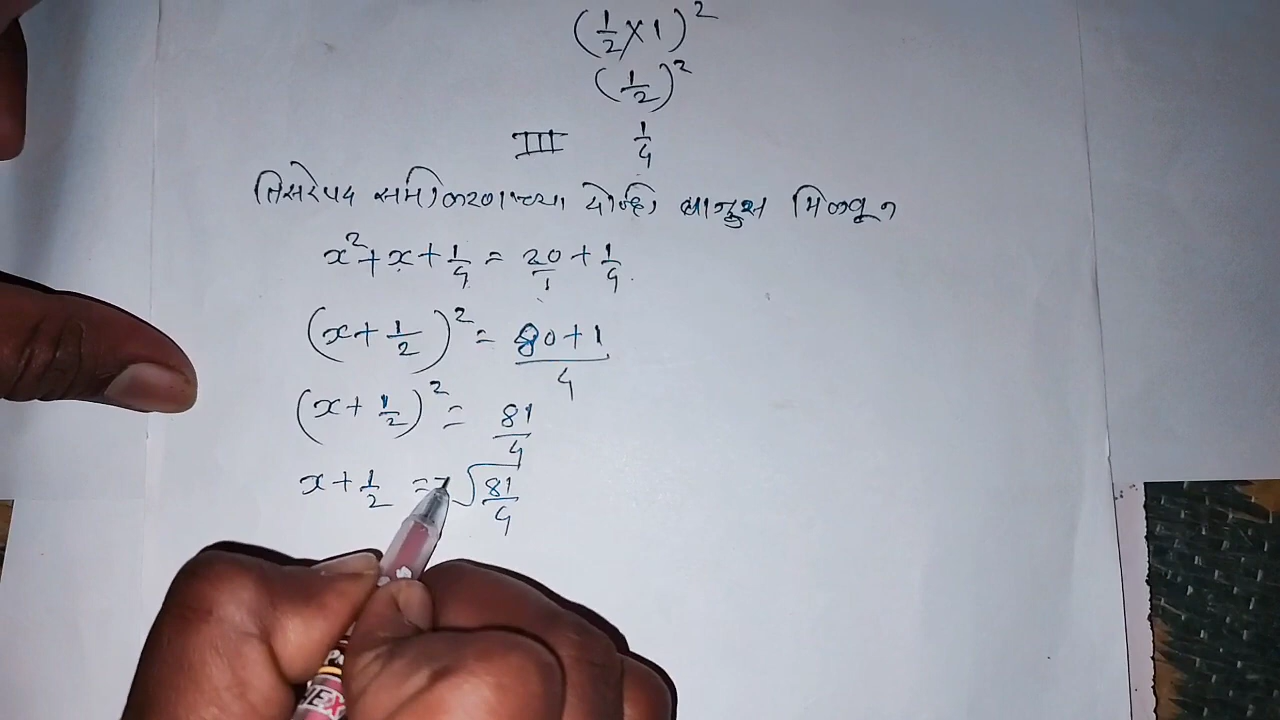 (1/2 × 1)²
(1/2)²
III 1/4
तिसरेपद समीकरणाच्या दोन्ही बाजुस मिळवून
x² + x + 1/4 = 20/1 + 1/4
(x + 1/2)² = 80+1/4
(x + 1/2)² = 81/4
x + 1/2 = √81/4